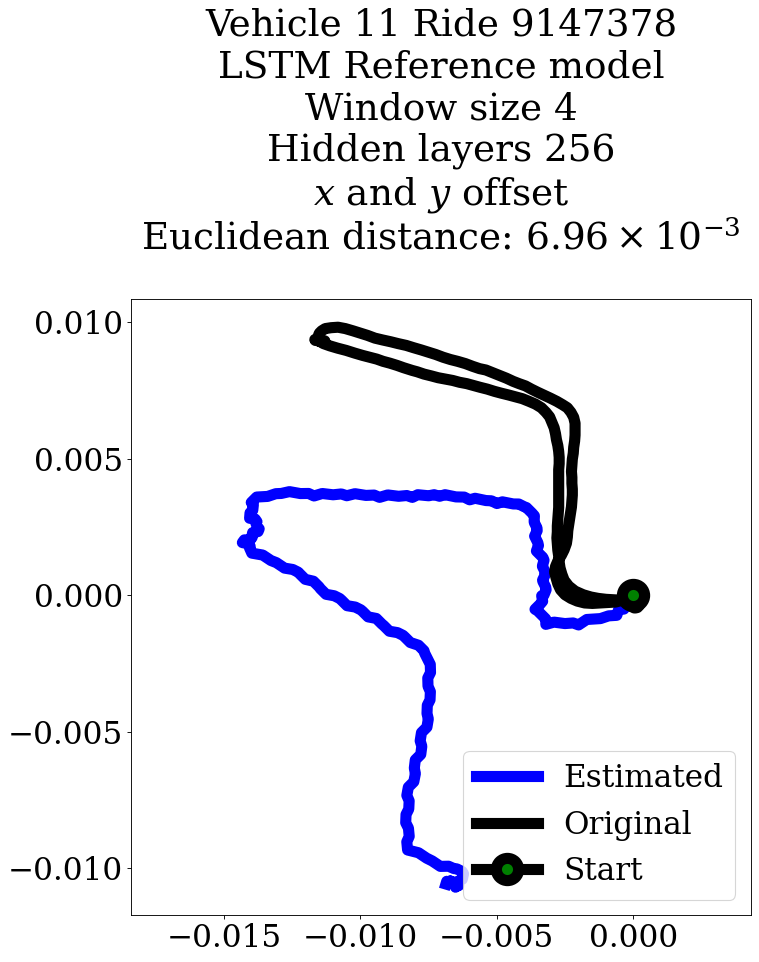 Vehicle 11 Ride 9147378
LSTM Reference model
Window size 4
Hidden layers 256
x and y offset
Euclidean distance: 6.96 × 10⁻³
0.010
0.005
0.000
−0.005
−0.010
Estimated
Original
Start
−0.015 −0.010 −0.005 0.000